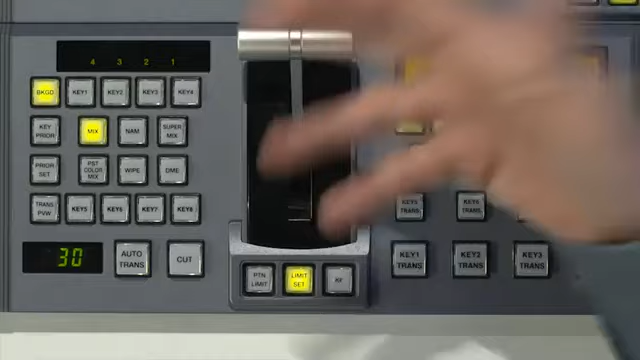 4 3 2 1
BKGD KEY1 KEY2 KEY3 KEY4
KEY PRIOR MIX NAM SUPER MIX
PRIOR SET PST COLOR MIX WIPE DME
TRANS PVW KEY5 KEY6 KEY7 KEY8
30 AUTO TRANS CUT
PTN LIMIT LIMIT SET KF
KEY5 TRANS KEY6 TRANS
KEY1 TRANS KEY2 TRANS KEY3 TRANS